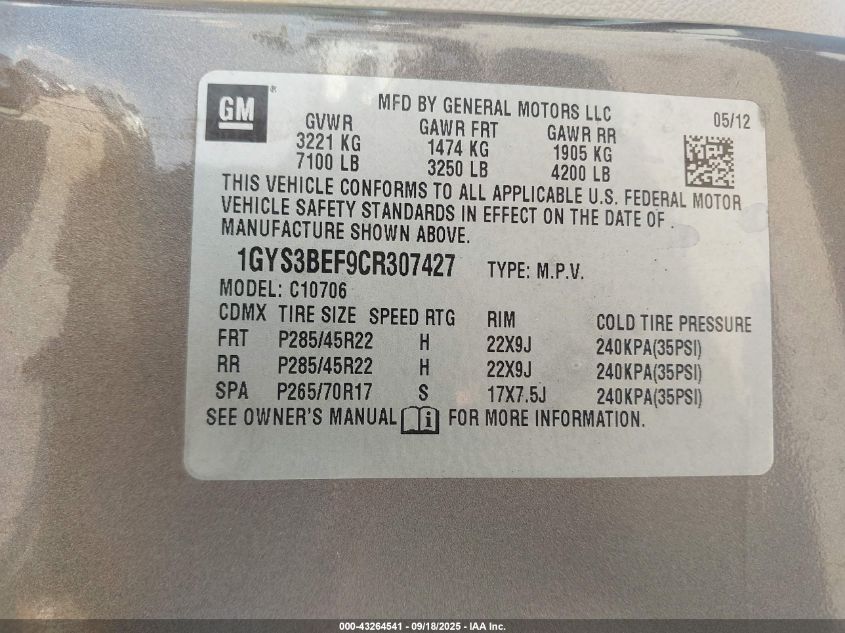 GM®
MFD BY GENERAL MOTORS LLC
05/12
GVWR GAWR FRT GAWR RR
3221 KG 1474 KG 1905 KG
7100 LB 3250 LB 4200 LB
THIS VEHICLE CONFORMS TO ALL APPLICABLE U.S. FEDERAL MOTOR
VEHICLE SAFETY STANDARDS IN EFFECT ON THE DATE OF
MANUFACTURE SHOWN ABOVE.
1GYS3BEF9CR307427 TYPE: M.P.V.
MODEL: C10706
CDMX TIRE SIZE SPEED RTG RIM COLD TIRE PRESSURE
FRT P285/45R22 H 22X9J 240KPA(35PSI)
RR P285/45R22 H 22X9J 240KPA(35PSI)
SPA P265/70R17 S 17X7.5J 240KPA(35PSI)
SEE OWNER'S MANUAL i FOR MORE INFORMATION.
000-43264541 - 09/18/2025 - IAA Inc.